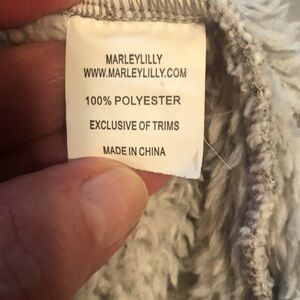 MARLEYLILLY
WWW.MARLEYLILLY.COM
100% POLYESTER
EXCLUSIVE OF TRIMS
MADE IN CHINA